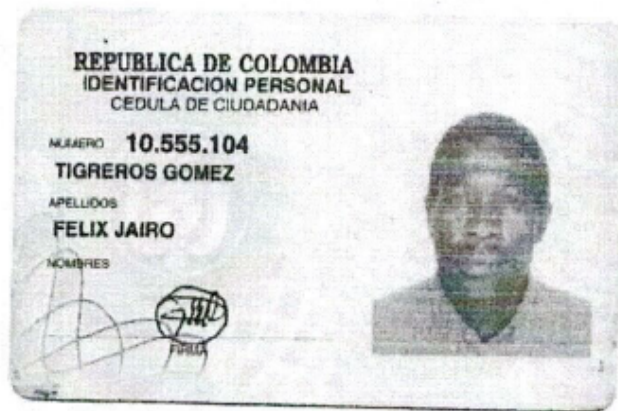 REPUBLICA DE COLOMBIA
IDENTIFICACION PERSONAL
CEDULA DE CIUDADANIA
NUMERO 10.555.104
TIGREROS GOMEZ
APELLIDOS
FELIX JAIRO
NOMBRES
FIRMA